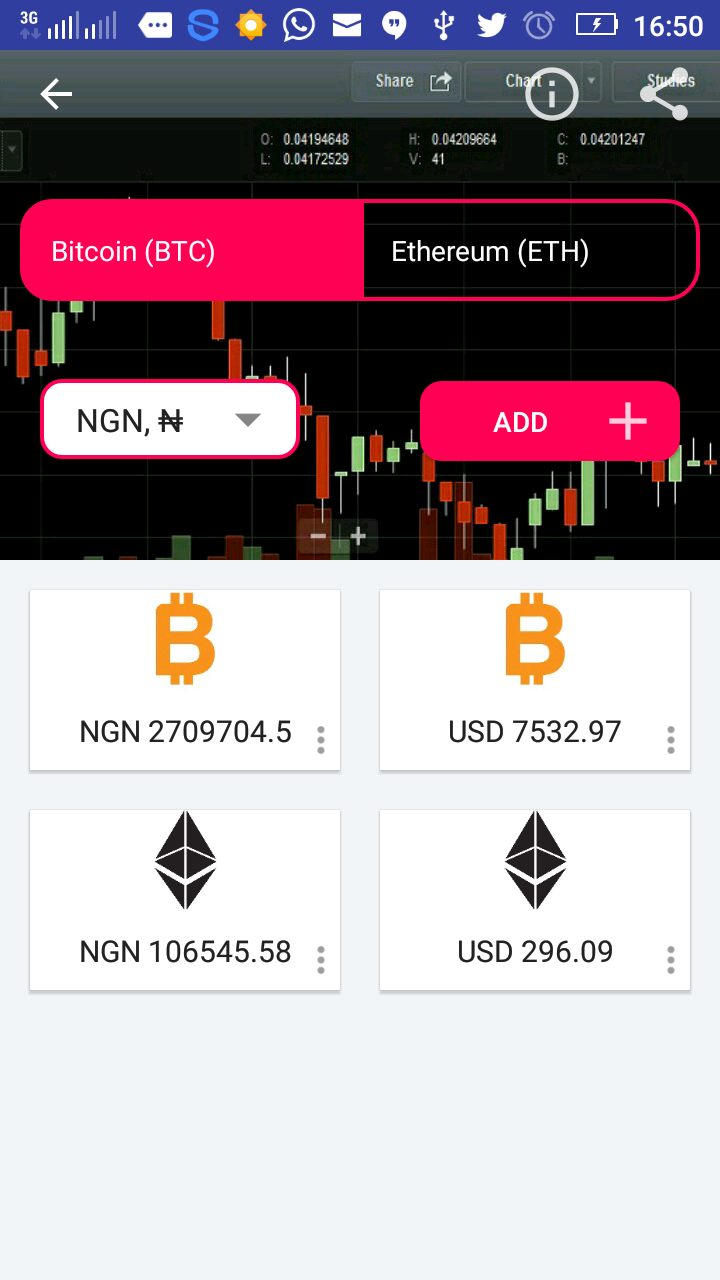 3G 16:50
Share Chart Studies
O: 0.04194648 H: 0.04209664 C: 0.04201247
L: 0.04172529 V: 41 B:
Bitcoin (BTC) Ethereum (ETH)
NGN, ₦ ADD +
− +
NGN 2709704.5 USD 7532.97
NGN 106545.58 USD 296.09